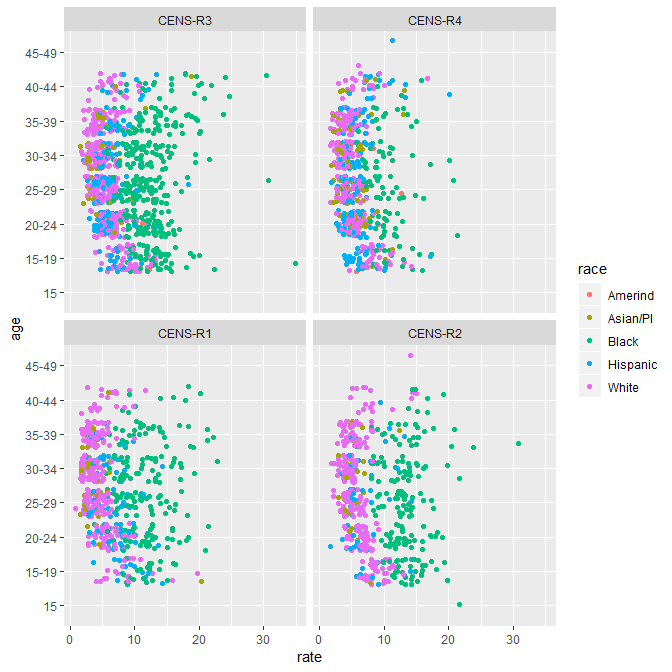 CENS-R3
CENS-R4
45-49
40-44
35-39
30-34
25-29
20-24
15-19
15
age
CENS-R1
CENS-R2
45-49
40-44
35-39
30-34
25-29
20-24
15-19
15
0
10
20
30
0
10
20
30
rate
race
Amerind
Asian/PI
Black
Hispanic
White